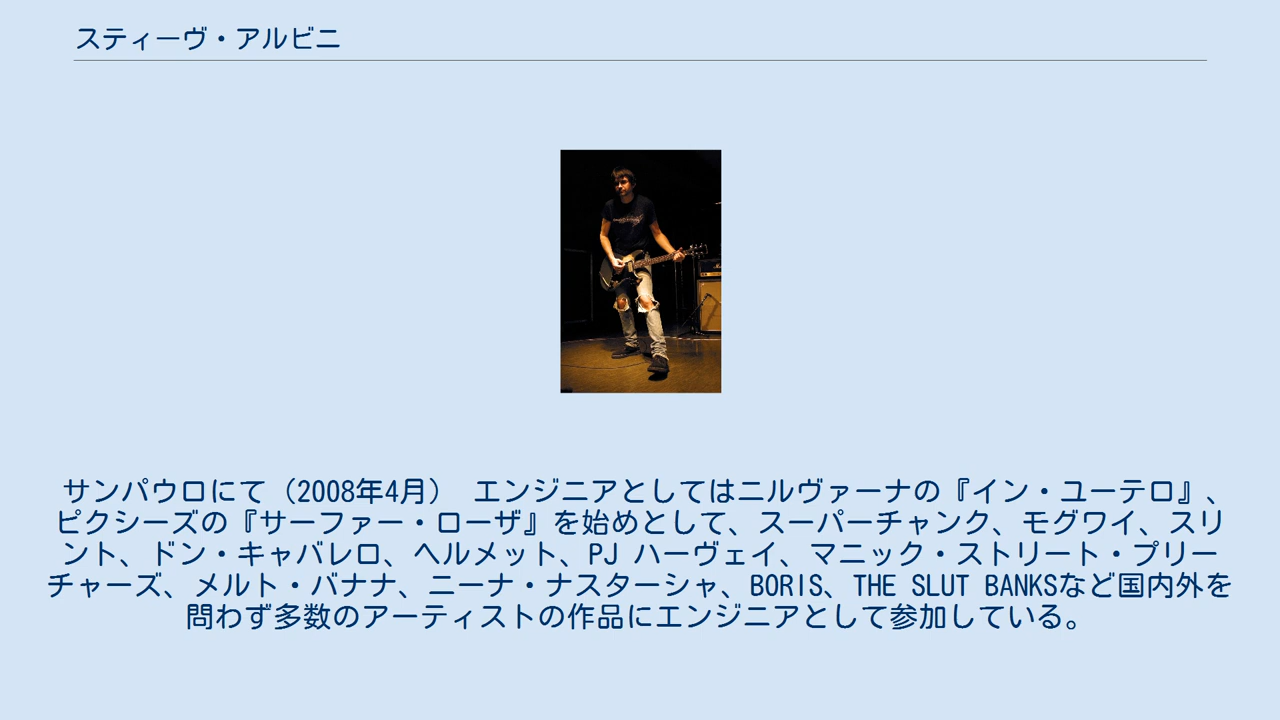 スティーヴ・アルビニ
サンパウロにて（2008年4月） エンジニアとしてはニルヴァーナの『イン・ユーテロ』、
ピクシーズの『サーファー・ローザ』を始めとして、スーパーチャンク、モグワイ、スリ
ント、ドン・キャバレロ、ヘルメット、PJ ハーヴェイ、マニック・ストリート・プリー
チャーズ、メルト・バナナ、ニーナ・ナスターシャ、BORIS、THE SLUT BANKSなど国内外を
問わず多数のアーティストの作品にエンジニアとして参加している。